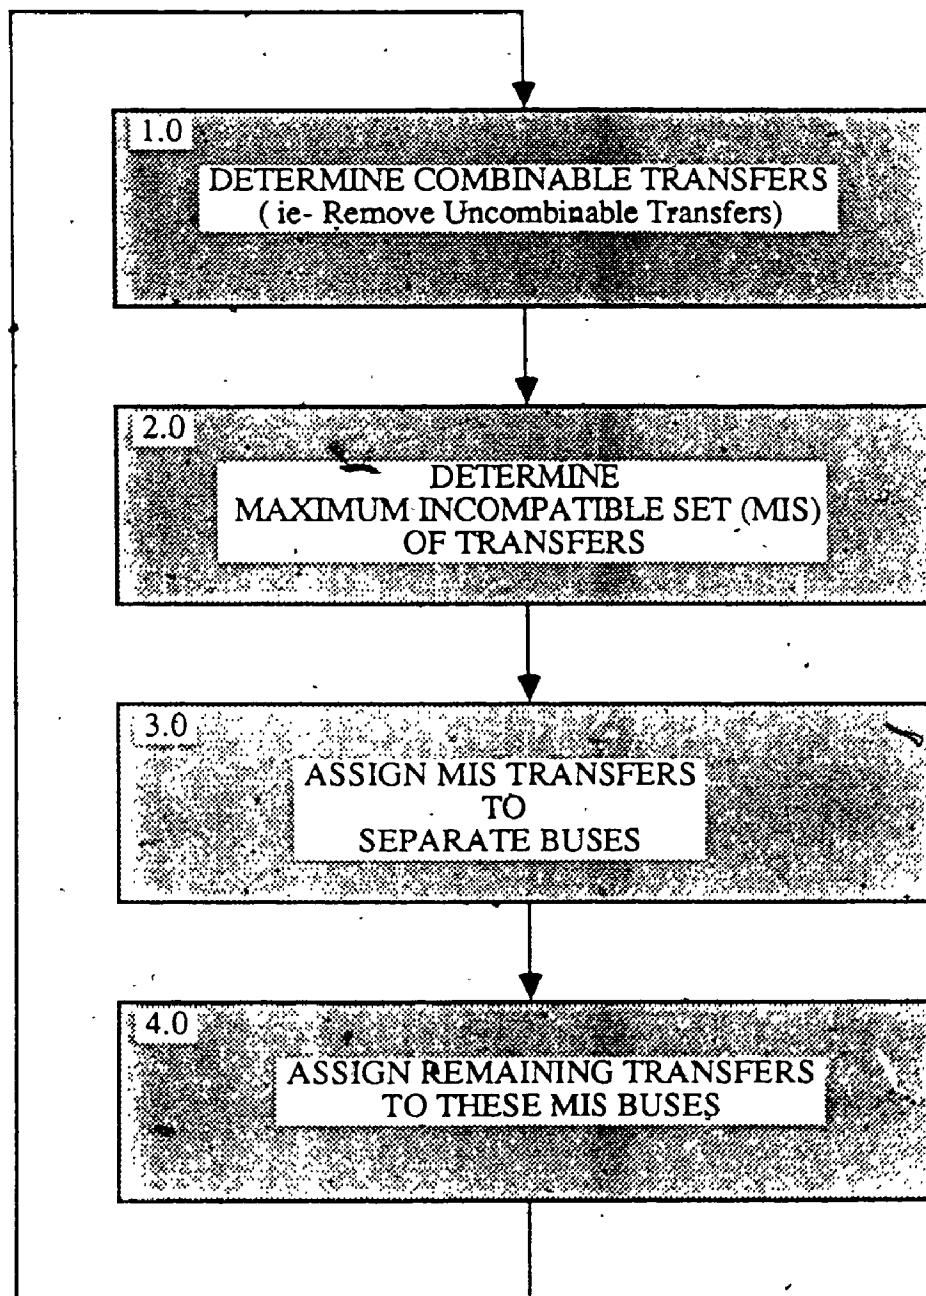 1.0
DETERMINE COMBINABLE TRANSFERS
( ie- Remove Uncombinable Transfers)
2.0
DETERMINE
MAXIMUM INCOMPATIBLE SET (MIS)
OF TRANSFERS
3.0
ASSIGN MIS TRANSFERS
TO
SEPARATE BUSES
4.0
ASSIGN REMAINING TRANSFERS
TO THESE MIS BUSES